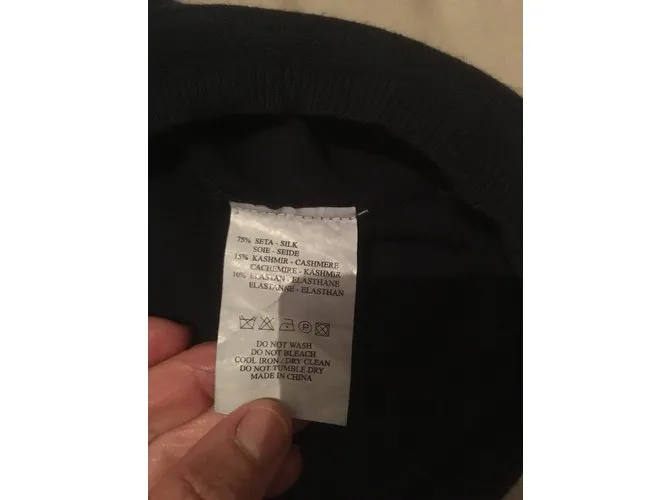 75% SETA - SILK
SOIE - SEIDE
15% KASHMIR - CASHMERE
CACHEMIRE - KASHMIR
10% ELASTAN - ELASTHANE
ELASTANNE - ELASTHAN
P
DO NOT WASH
DO NOT BLEACH
COOL IRON / DRY CLEAN
DO NOT TUMBLE DRY
MADE IN CHINA